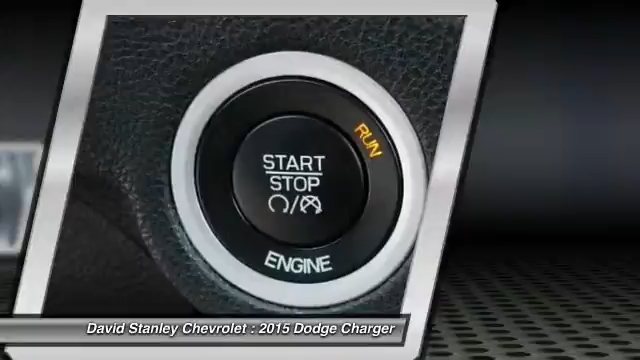 RUN
START
STOP
ENGINE
David Stanley Chevrolet : 2015 Dodge Charger